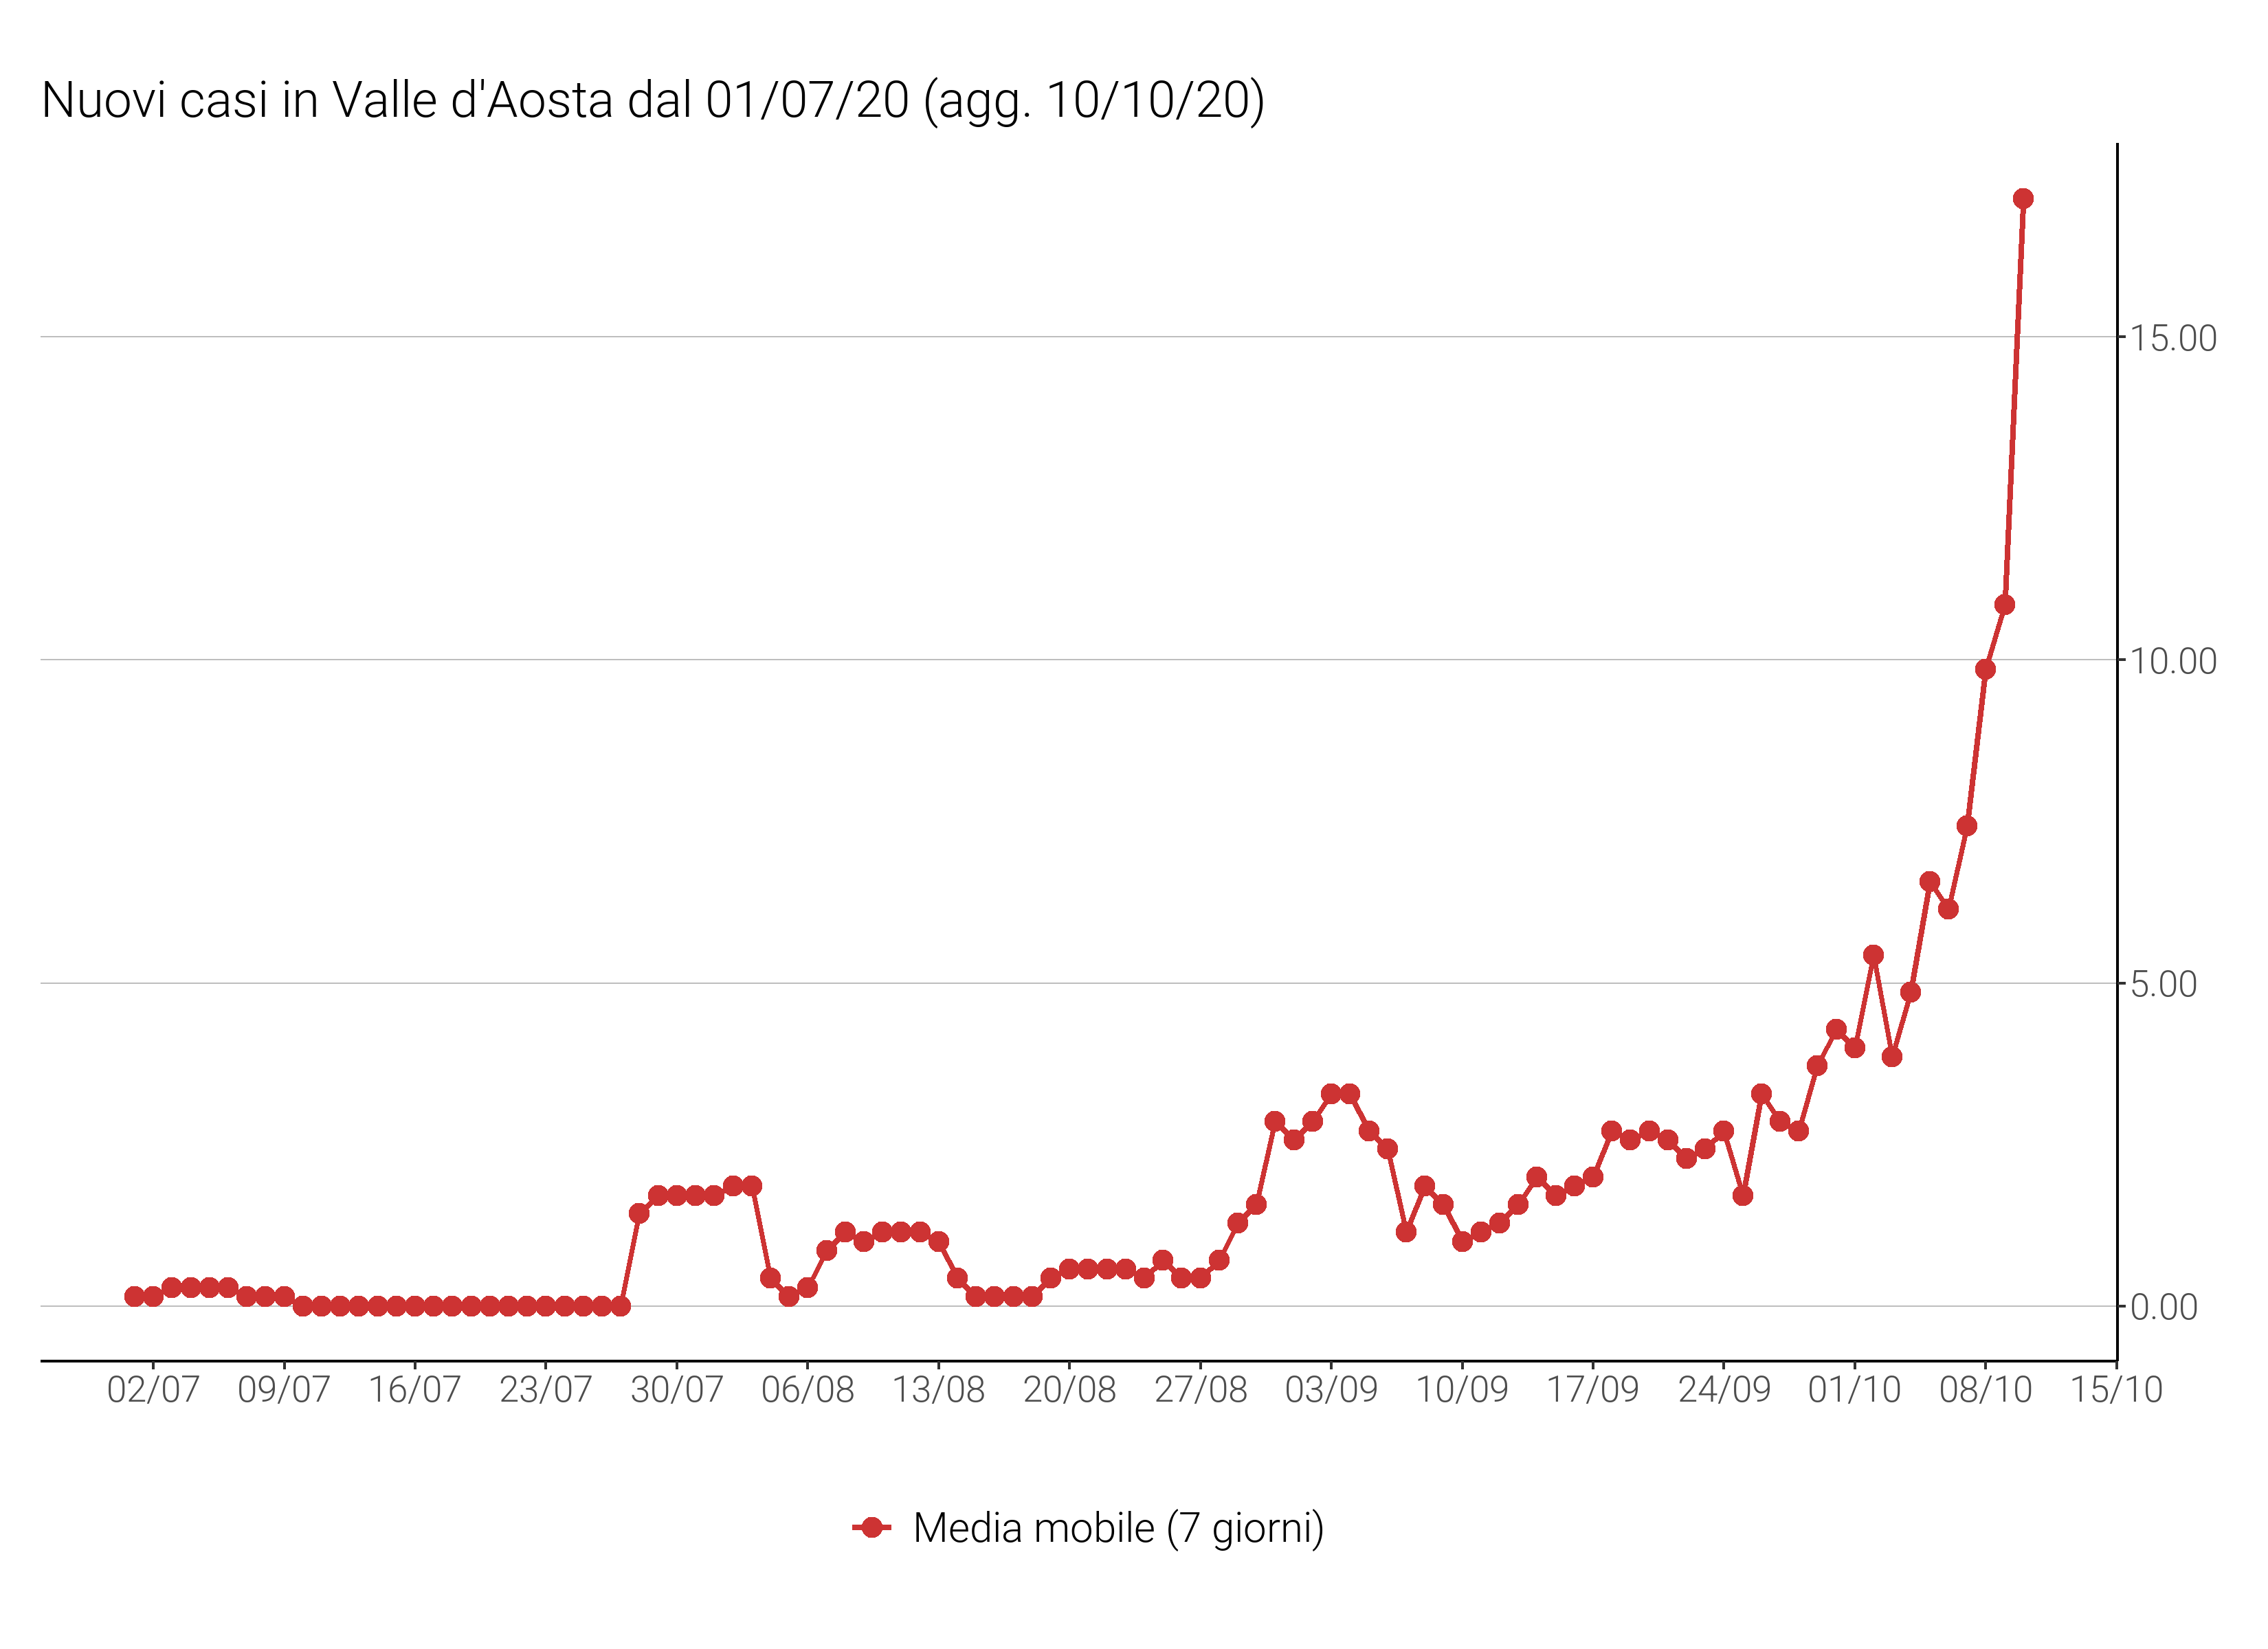 Nuovi casi in Valle d'Aosta dal 01/07/20 (agg. 10/10/20)
15.00
10.00
5.00
0.00
02/07 09/07 16/07 23/07 30/07 06/08 13/08 20/08 27/08 03/09 10/09 17/09 24/09 01/10 08/10 15/10
Media mobile (7 giorni)